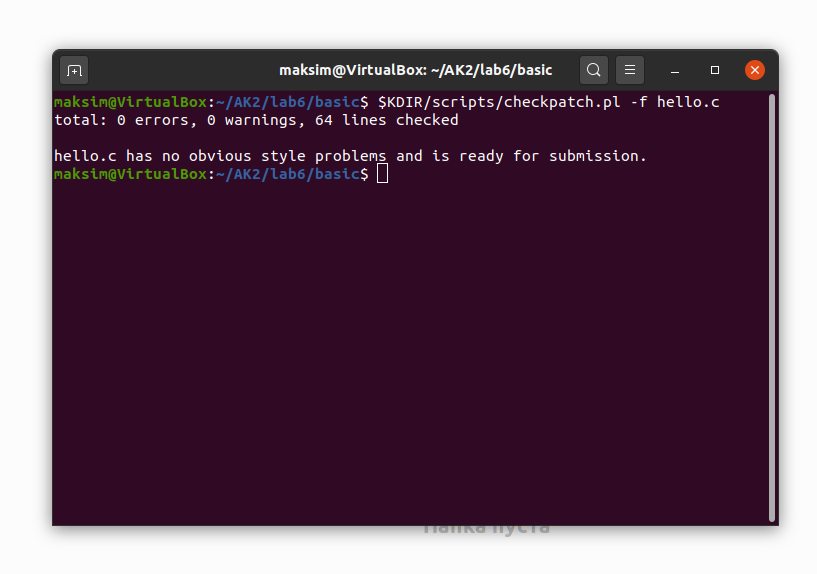 maksim@VirtualBox: ~/AK2/lab6/basic
maksim@VirtualBox:~/AK2/lab6/basic$ $KDIR/scripts/checkpatch.pl -f hello.c
total: 0 errors, 0 warnings, 64 lines checked
hello.c has no obvious style problems and is ready for submission.
maksim@VirtualBox:~/AK2/lab6/basic$